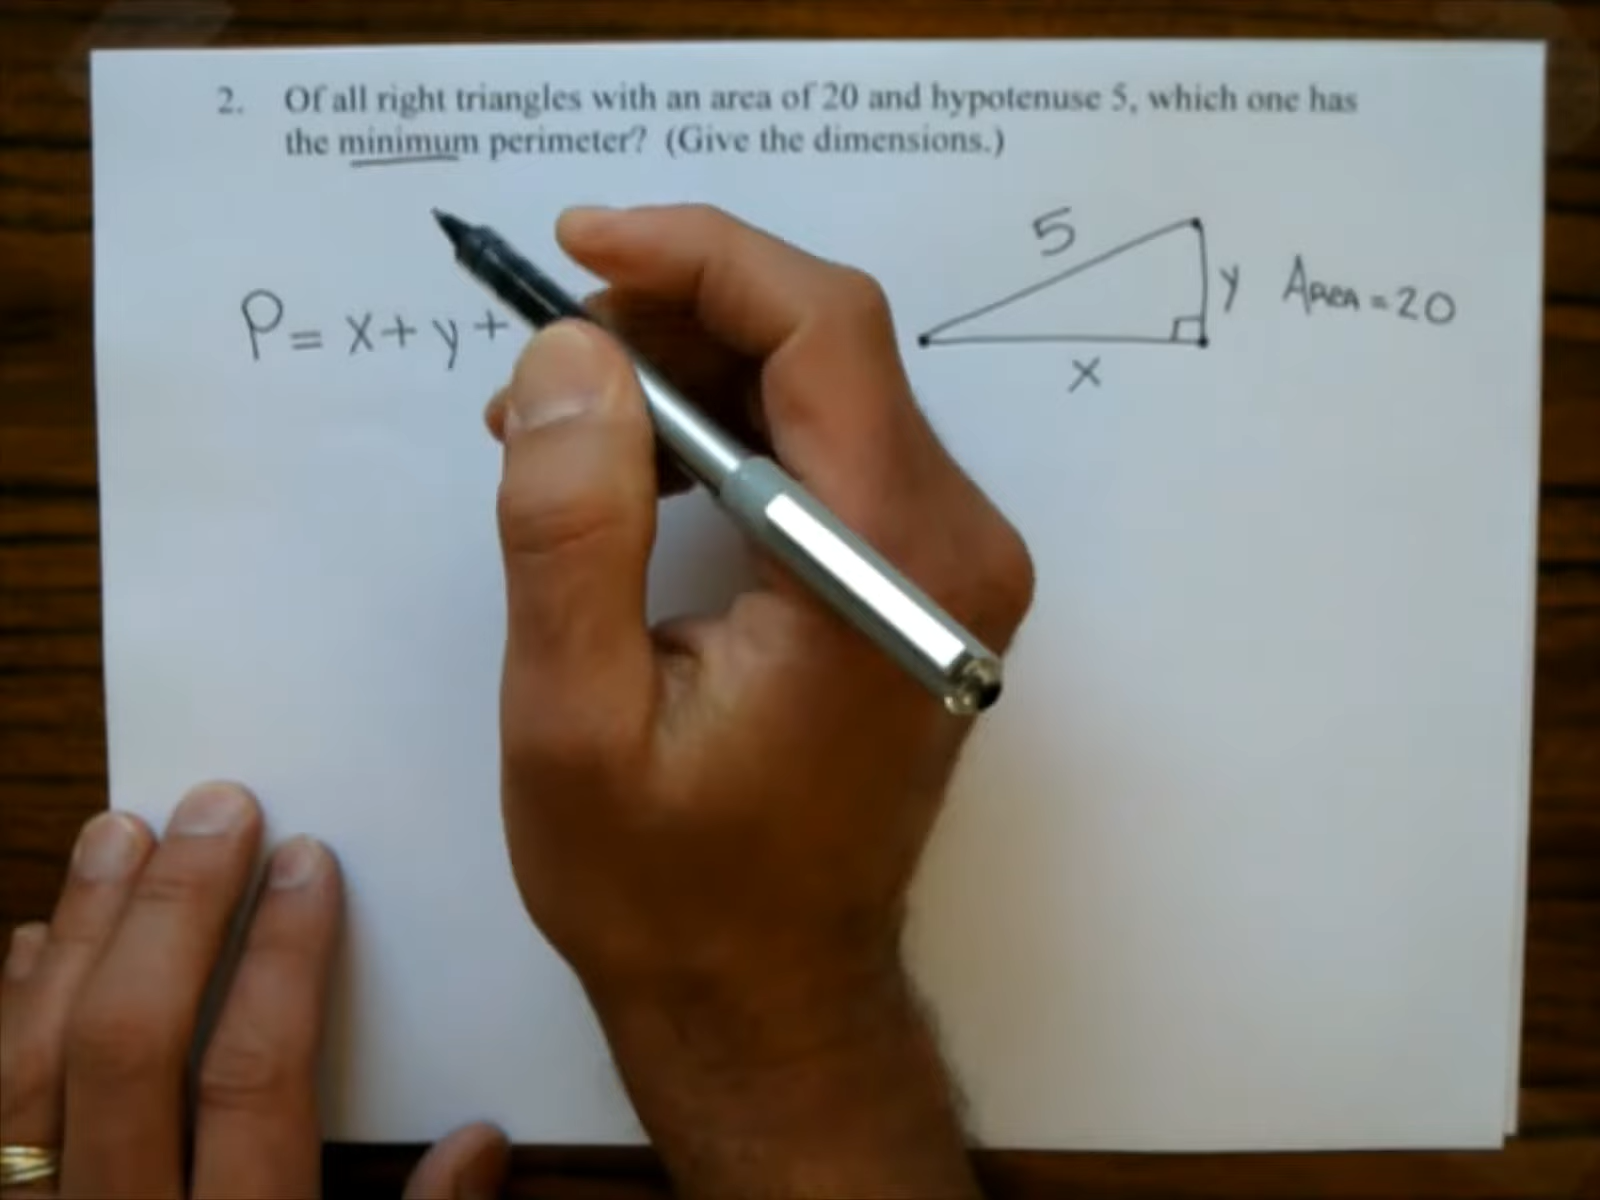 2. Of all right triangles with an area of 20 and hypotenuse 5, which one has
the minimum perimeter? (Give the dimensions.)
5
y Area = 20
P = x + y +
x